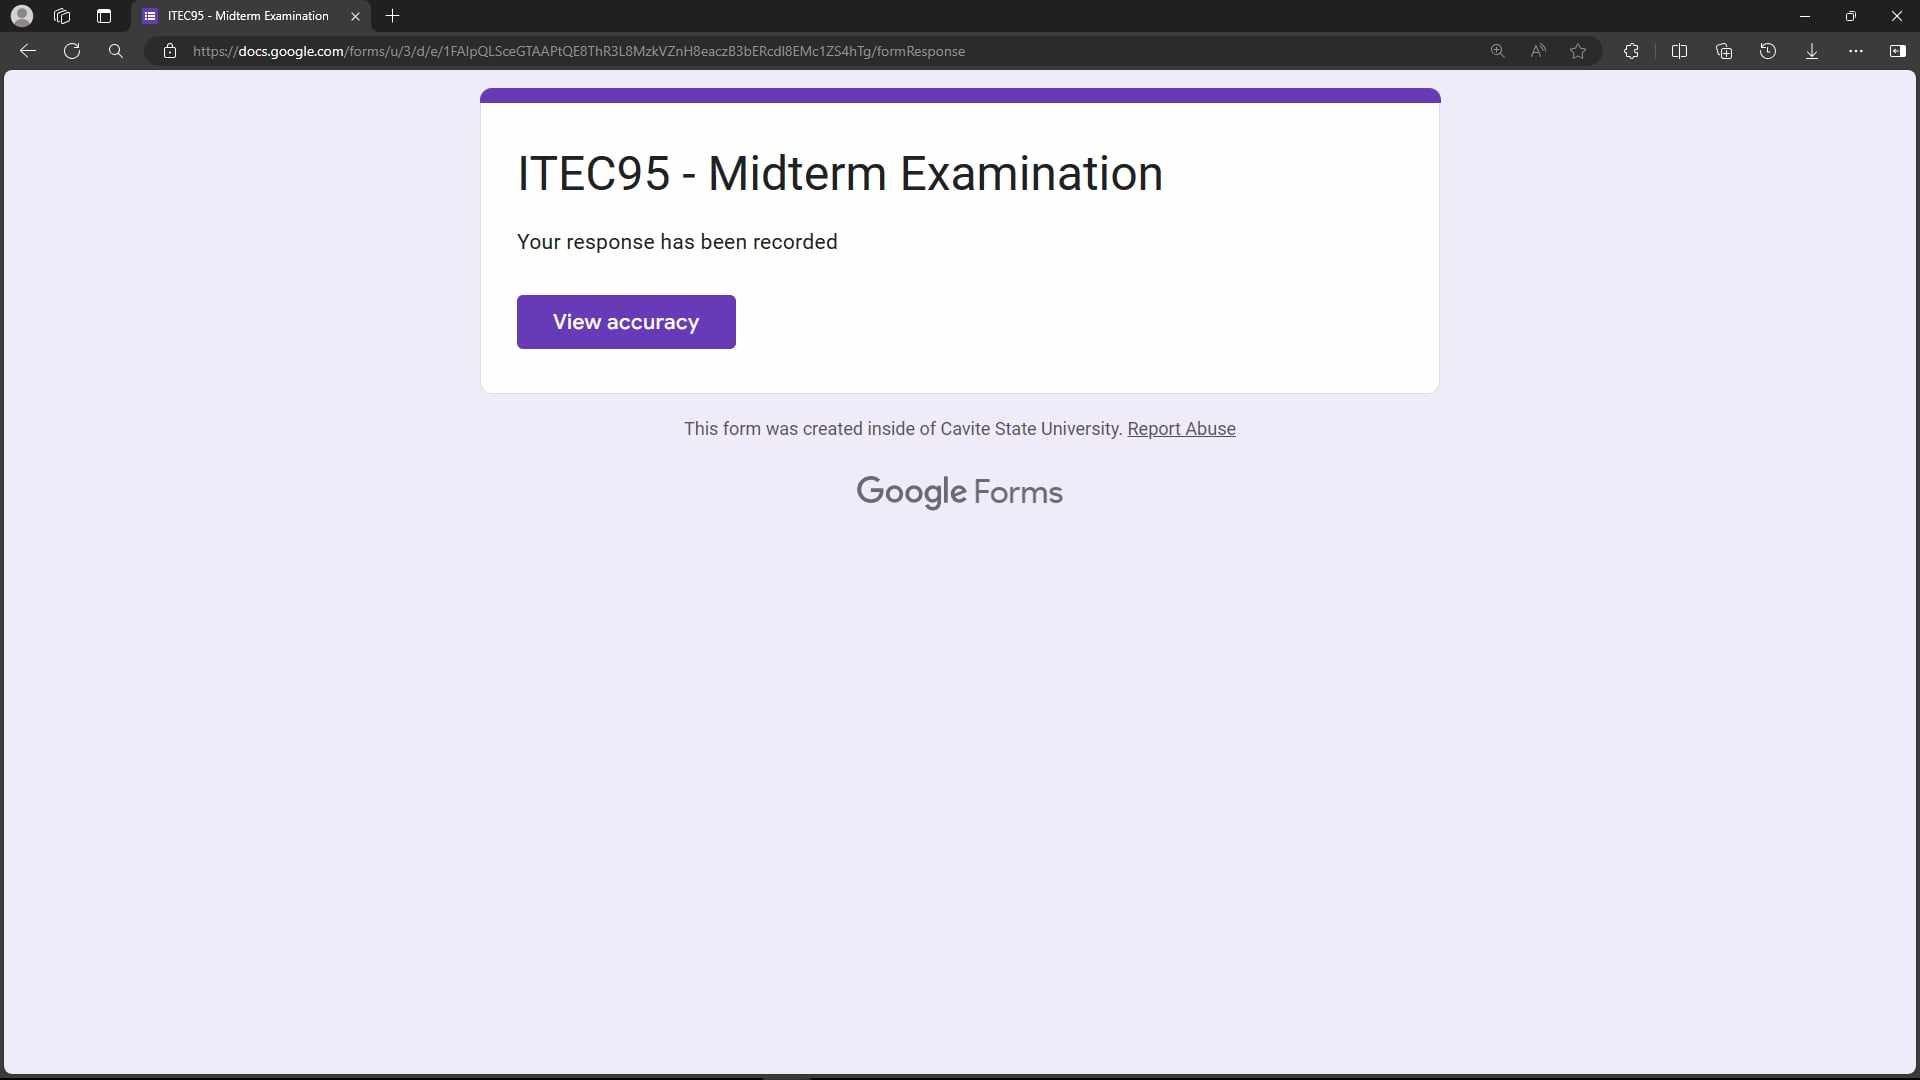 ITEC95 - Midterm Examination
https://docs.google.com/forms/u/3/d/e/1FAIpQLSceGTAAPtQE8ThR3L8MzkVZnH8eaczB3bERcdI8EMc1ZS4hTg/formResponse
ITEC95 - Midterm Examination
Your response has been recorded
View accuracy
This form was created inside of Cavite State University. Report Abuse
Google Forms